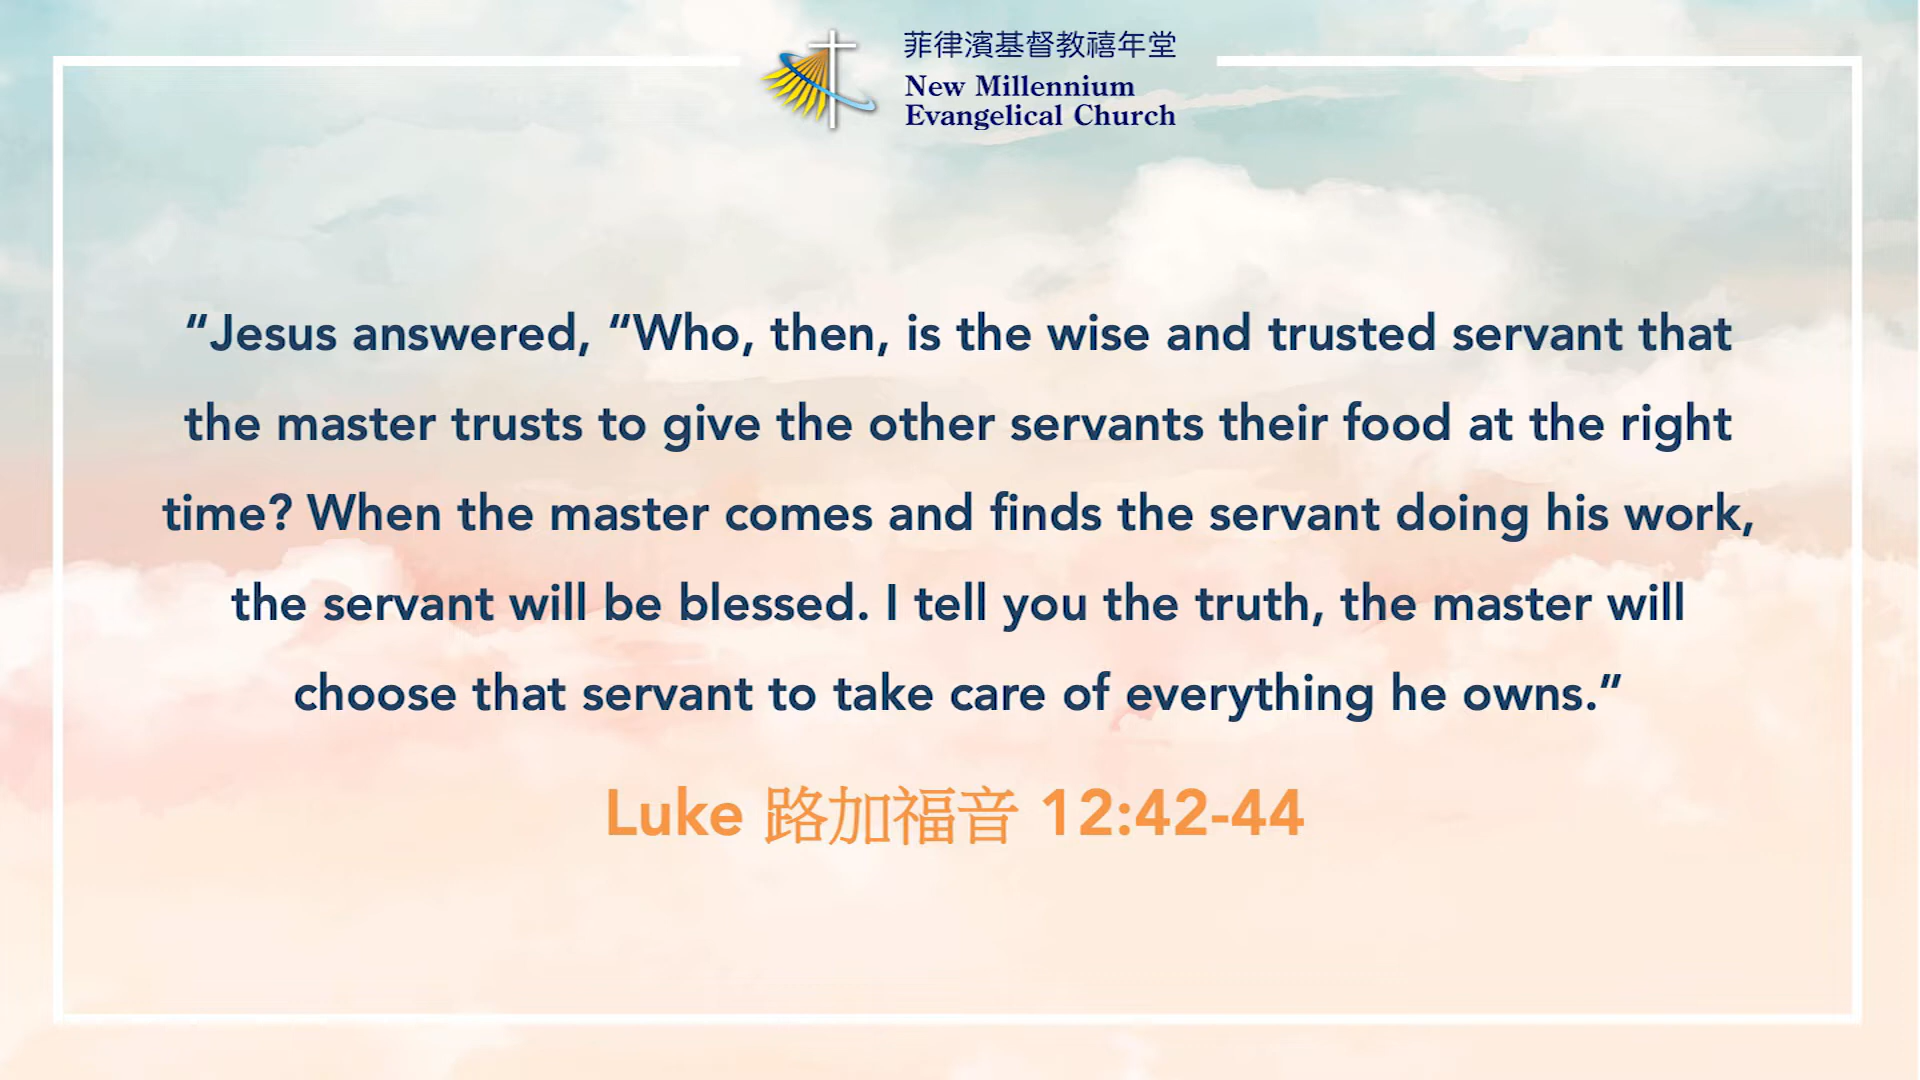 菲律濱基督教禧年堂
New Millennium
Evangelical Church
“Jesus answered, “Who, then, is the wise and trusted servant that
the master trusts to give the other servants their food at the right
time? When the master comes and finds the servant doing his work,
the servant will be blessed. I tell you the truth, the master will
choose that servant to take care of everything he owns.”
Luke 路加福音 12:42-44